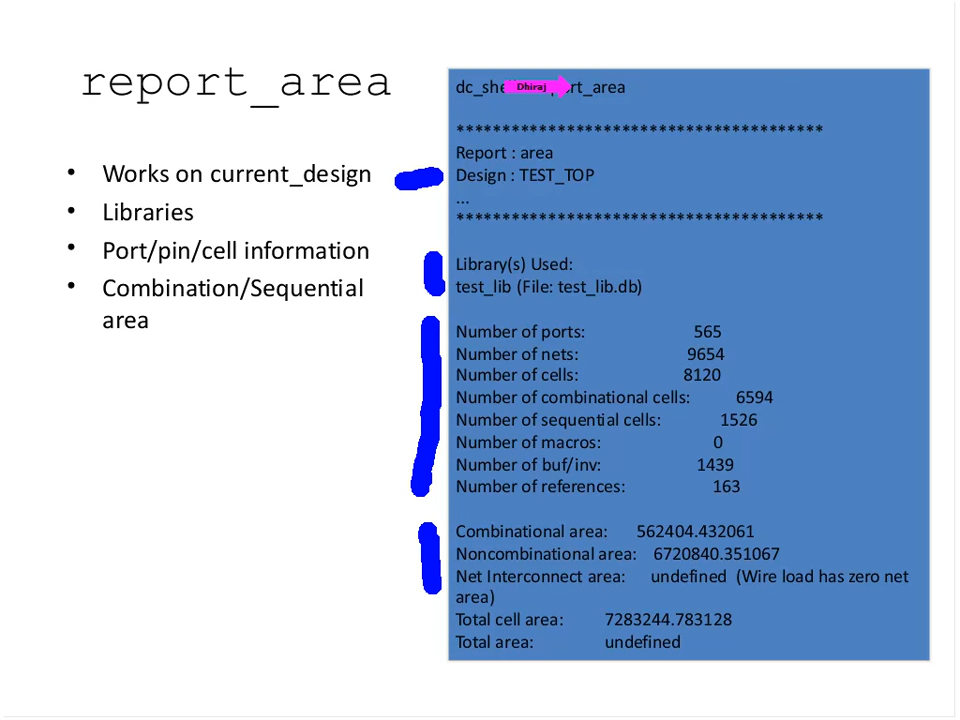 report_area
• Works on current_design
• Libraries
• Port/pin/cell information
• Combination/Sequential
area
Dhiraj
****************************************
Report : area
Design : TEST_TOP
...
****************************************
Library(s) Used:
test_lib (File: test_lib.db)
Number of ports: 565
Number of nets: 9654
Number of cells: 8120
Number of combinational cells: 6594
Number of sequential cells: 1526
Number of macros: 0
Number of buf/inv: 1439
Number of references: 163
Combinational area: 562404.432061
Noncombinational area: 6720840.351067
Net Interconnect area: undefined (Wire load has zero net
area)
Total cell area: 7283244.783128
Total area: undefined